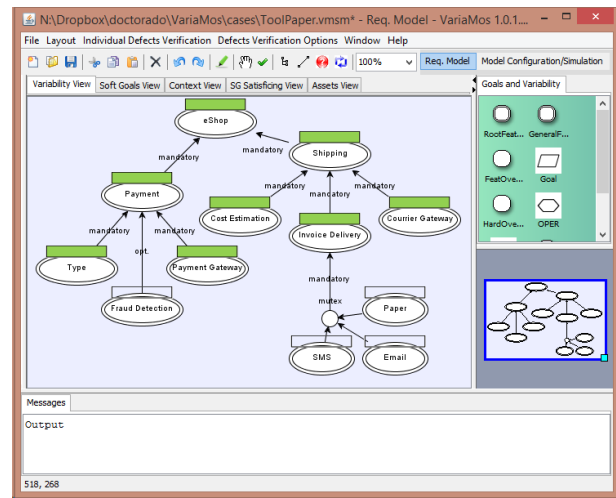 N:\Dropbox\doctorado\VariaMos\cases\ToolPaper.vmsm* - Req. Model - VariaMos 1.0.1....
File Layout Individual Defects Verification Defects Verification Options Window Help
100% Req. Model Model Configuration/Simulation
Variability View Soft Goals View Context View SG Satisficing View Assets View
eShop
mandatory
mandatory
Shipping
Payment
mandatory
mandatory
mandatory
Cost Estimation
Invoice Delivery
Courrier Gateway
mandatory
opt.
mandatory
Type
Payment Gateway
Fraud Detection
mandatory
mutex
Paper
SMS
Email
Goals and Variability
RootFeat... GeneralF...
FeatOve... Goal
HardOve... OPER
Messages
Output
518, 268